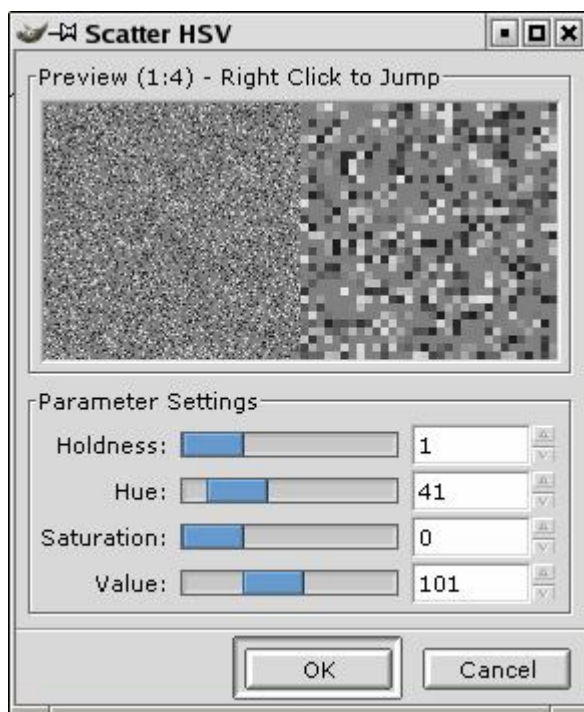 Scatter HSV
Preview (1:4) - Right Click to Jump
Parameter Settings
Holdness: 1
Hue: 41
Saturation: 0
Value: 101
OK Cancel